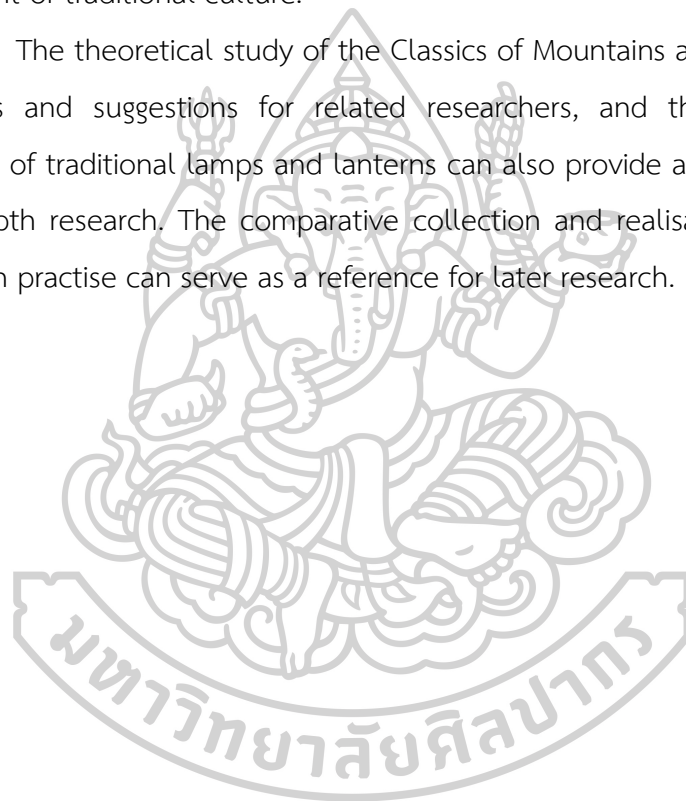 nt of traditional culture.
The theoretical study of the Classics of Mountains a
s and suggestions for related researchers, and th
of traditional lamps and lanterns can also provide a
oth research. The comparative collection and realisa
n practise can serve as a reference for later research.
มหาวิทยาลัยศิลปากร